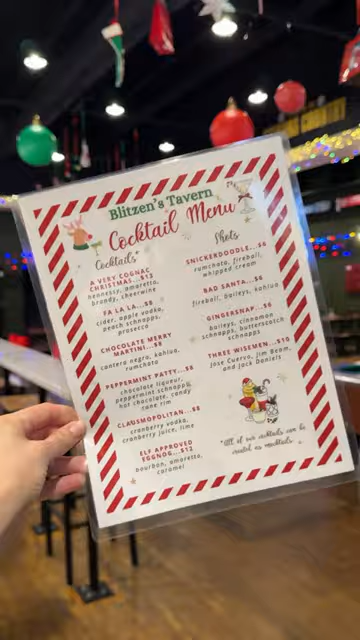 Blitzen's Tavern
Cocktail Menu
Cocktails*
A VERY COGNAC
CHRISTMAS...$13
hennessy, amaretto,
brandy, cheerwine
FA LA LA...$8
cider, apple vodka,
peach schnapps,
prosecco
CHOCOLATE MERRY
MARTINI...$8
cantera negra, kahlua,
rumchata
PEPPERMINT PATTY...$8
chocolate liqueur,
peppermint schnapps,
hot chocolate, candy
cane rim
CLAUSMOPOLITAN...$8
cranberry vodka,
cranberry juice, lime
ELF APPROVED
EGGNOG...$12
bourbon, amaretto,
caramel
Shots
SNICKERDOODLE...$6
rumchata, fireball,
whipped cream
BAD SANTA...$6
fireball, baileys, kahlua
GINGERSNAP...$6
baileys, cinnamon
schnapps, butterscotch
schnapps
THREE WISEMEN...$10
Jose Cuervo, Jim Beam,
and Jack Daniels
*All of our cocktails can be
created as mocktails
COUNTRY